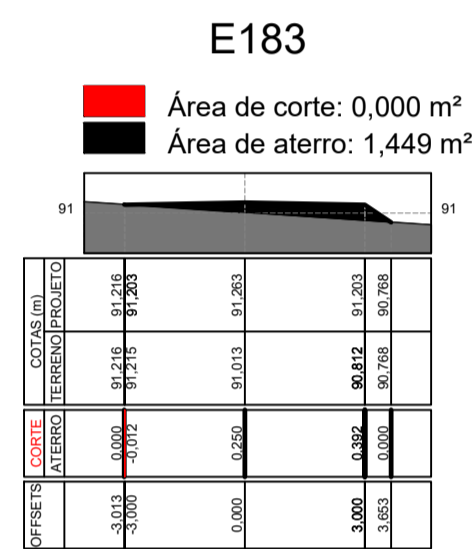 E183
Área de corte: 0,000 m²
Área de aterro: 1,449 m²
91 91
COTAS (m)
PROJETO 91,216 91,203 91,263 91,203 90,768
TERRENO 91,216 91,215 91,013 90,812 90,768
CORTE
ATERRO 0,000 -0,012 0,250 0,392 0,000
OFFSETS -3,013 -3,000 0,000 3,000 3,653